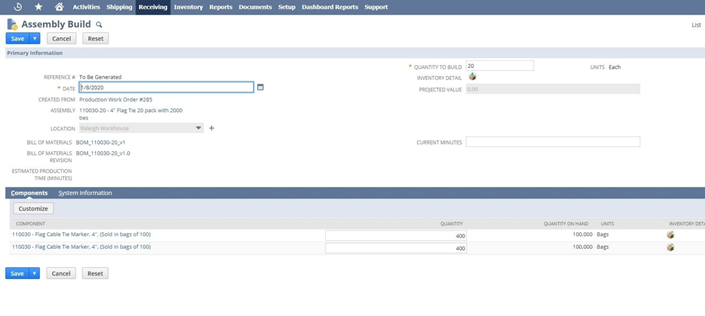 Activities Shipping Receiving Inventory Reports Documents Setup Dashboard Reports Support
Assembly Build
List
Save Cancel Reset
Primary Information
REFERENCE # To Be Generated
* DATE 1/8/2020
CREATED FROM Production Work Order #285
ASSEMBLY 110030-20 - 4" Flag Tie 20 pack with 2000
ties
LOCATION Raleigh Warehouse
BILL OF MATERIALS BOM_110030-20_v1
BILL OF MATERIALS BOM_110030-20_v1.0
REVISION
ESTIMATED PRODUCTION
TIME (MINUTES)
* QUANTITY TO BUILD 20 UNITS Each
INVENTORY DETAIL
PROJECTED VALUE 0.00
CURRENT MINUTES
Components System Information
Customize
COMPONENT QUANTITY QUANTITY ON HAND UNITS INVENTORY DETA
110030 - Flag Cable Tie Marker, 4", (Sold in bags of 100) 400 100,000 Bags
110030 - Flag Cable Tie Marker, 4", (Sold in bags of 100) 400 100,000 Bags
Save Cancel Reset